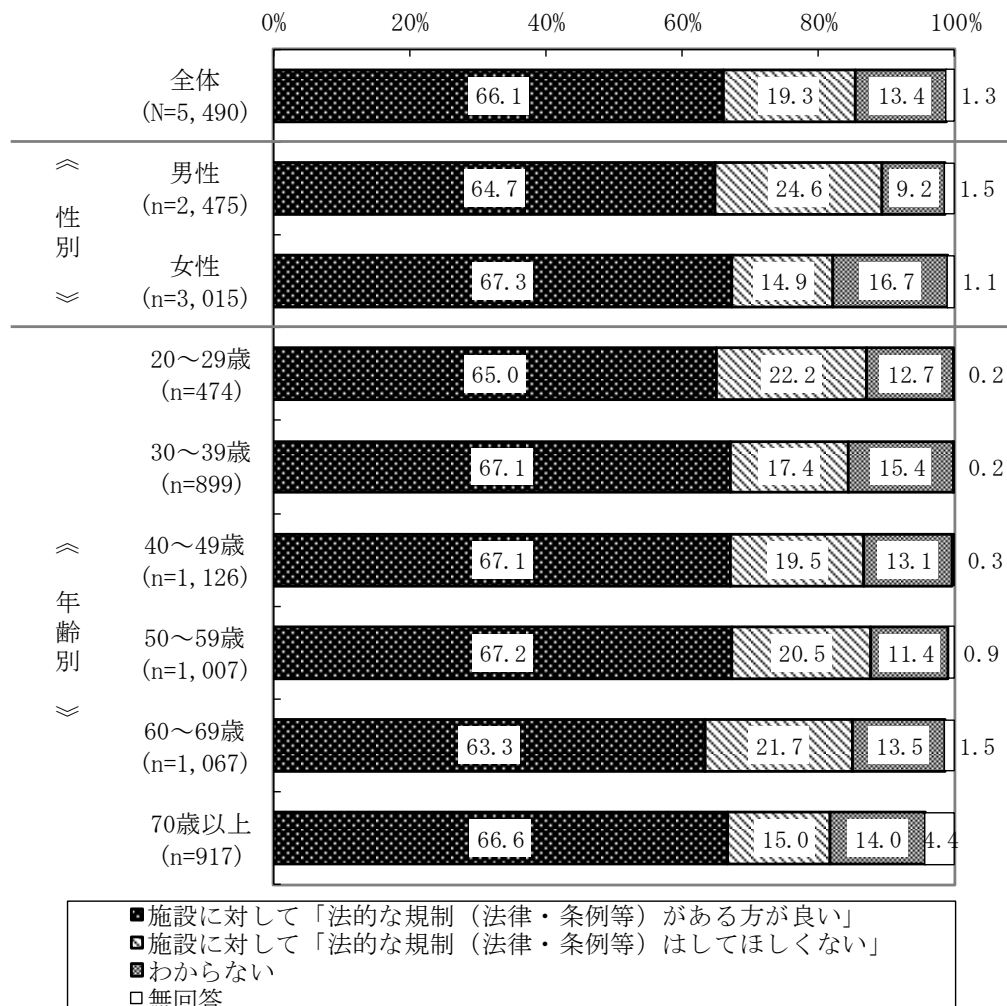 0% 20% 40% 60% 80% 100%
全体
(N=5,490)
66.1 19.3 13.4 1.3
《性別》
男性
(n=2,475)
64.7 24.6 9.2 1.5
女性
(n=3,015)
67.3 14.9 16.7 1.1
《年齢別》
20～29歳
(n=474)
65.0 22.2 12.7 0.2
30～39歳
(n=899)
67.1 17.4 15.4 0.2
40～49歳
(n=1,126)
67.1 19.5 13.1 0.3
50～59歳
(n=1,007)
67.2 20.5 11.4 0.9
60～69歳
(n=1,067)
63.3 21.7 13.5 1.5
70歳以上
(n=917)
66.6 15.0 14.0 4.4
施設に対して「法的な規制（法律・条例等）がある方が良い」
施設に対して「法的な規制（法律・条例等）はしてほしくない」
わからない
無回答